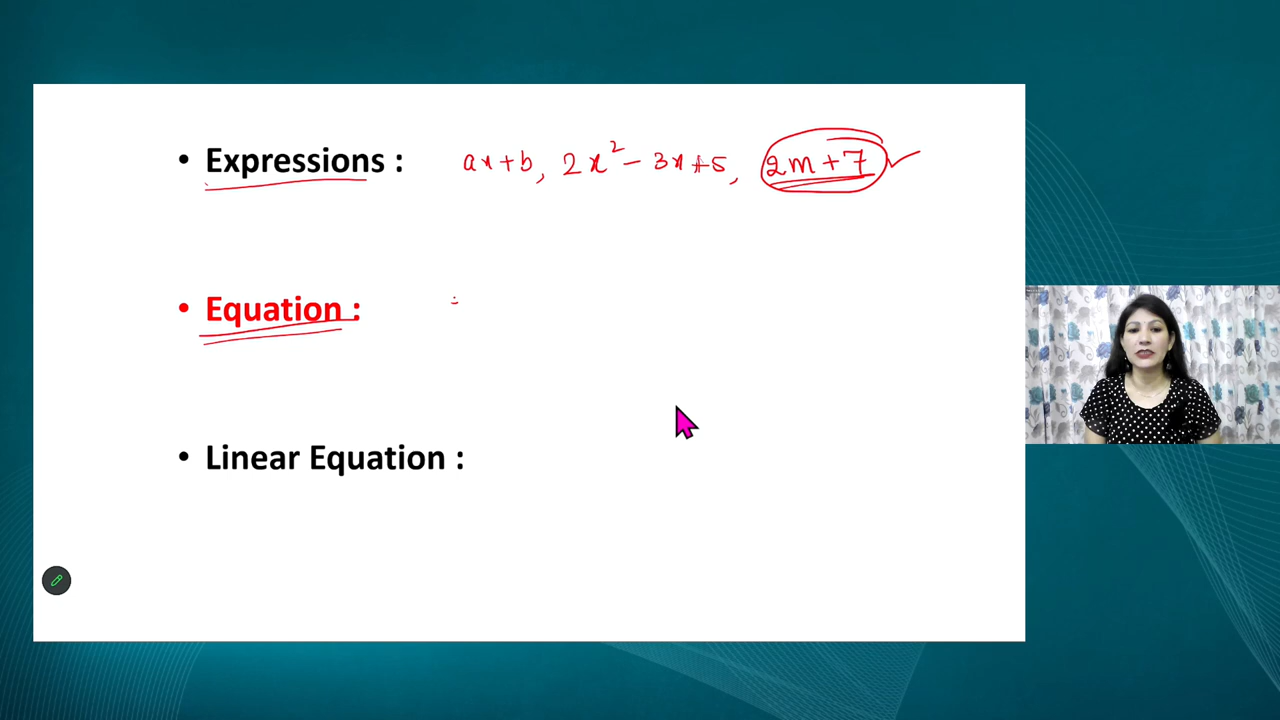 • Expressions : ax+b, 2x²-3x+5, 2m+7
• Equation :
• Linear Equation :